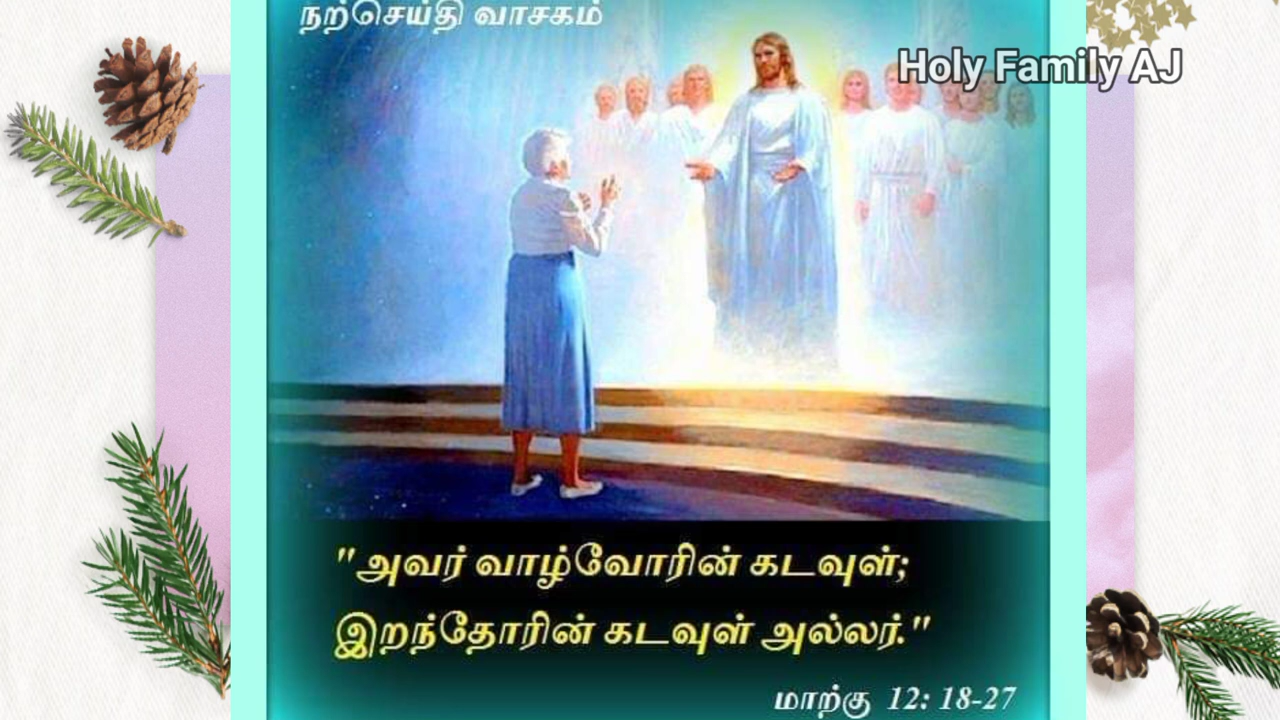 நற்செய்தி வாசகம்
Holy Family AJ
"அவர் வாழ்வோரின் கடவுள்;
இறந்தோரின் கடவுள் அல்லர்."
மாற்கு 12: 18-27